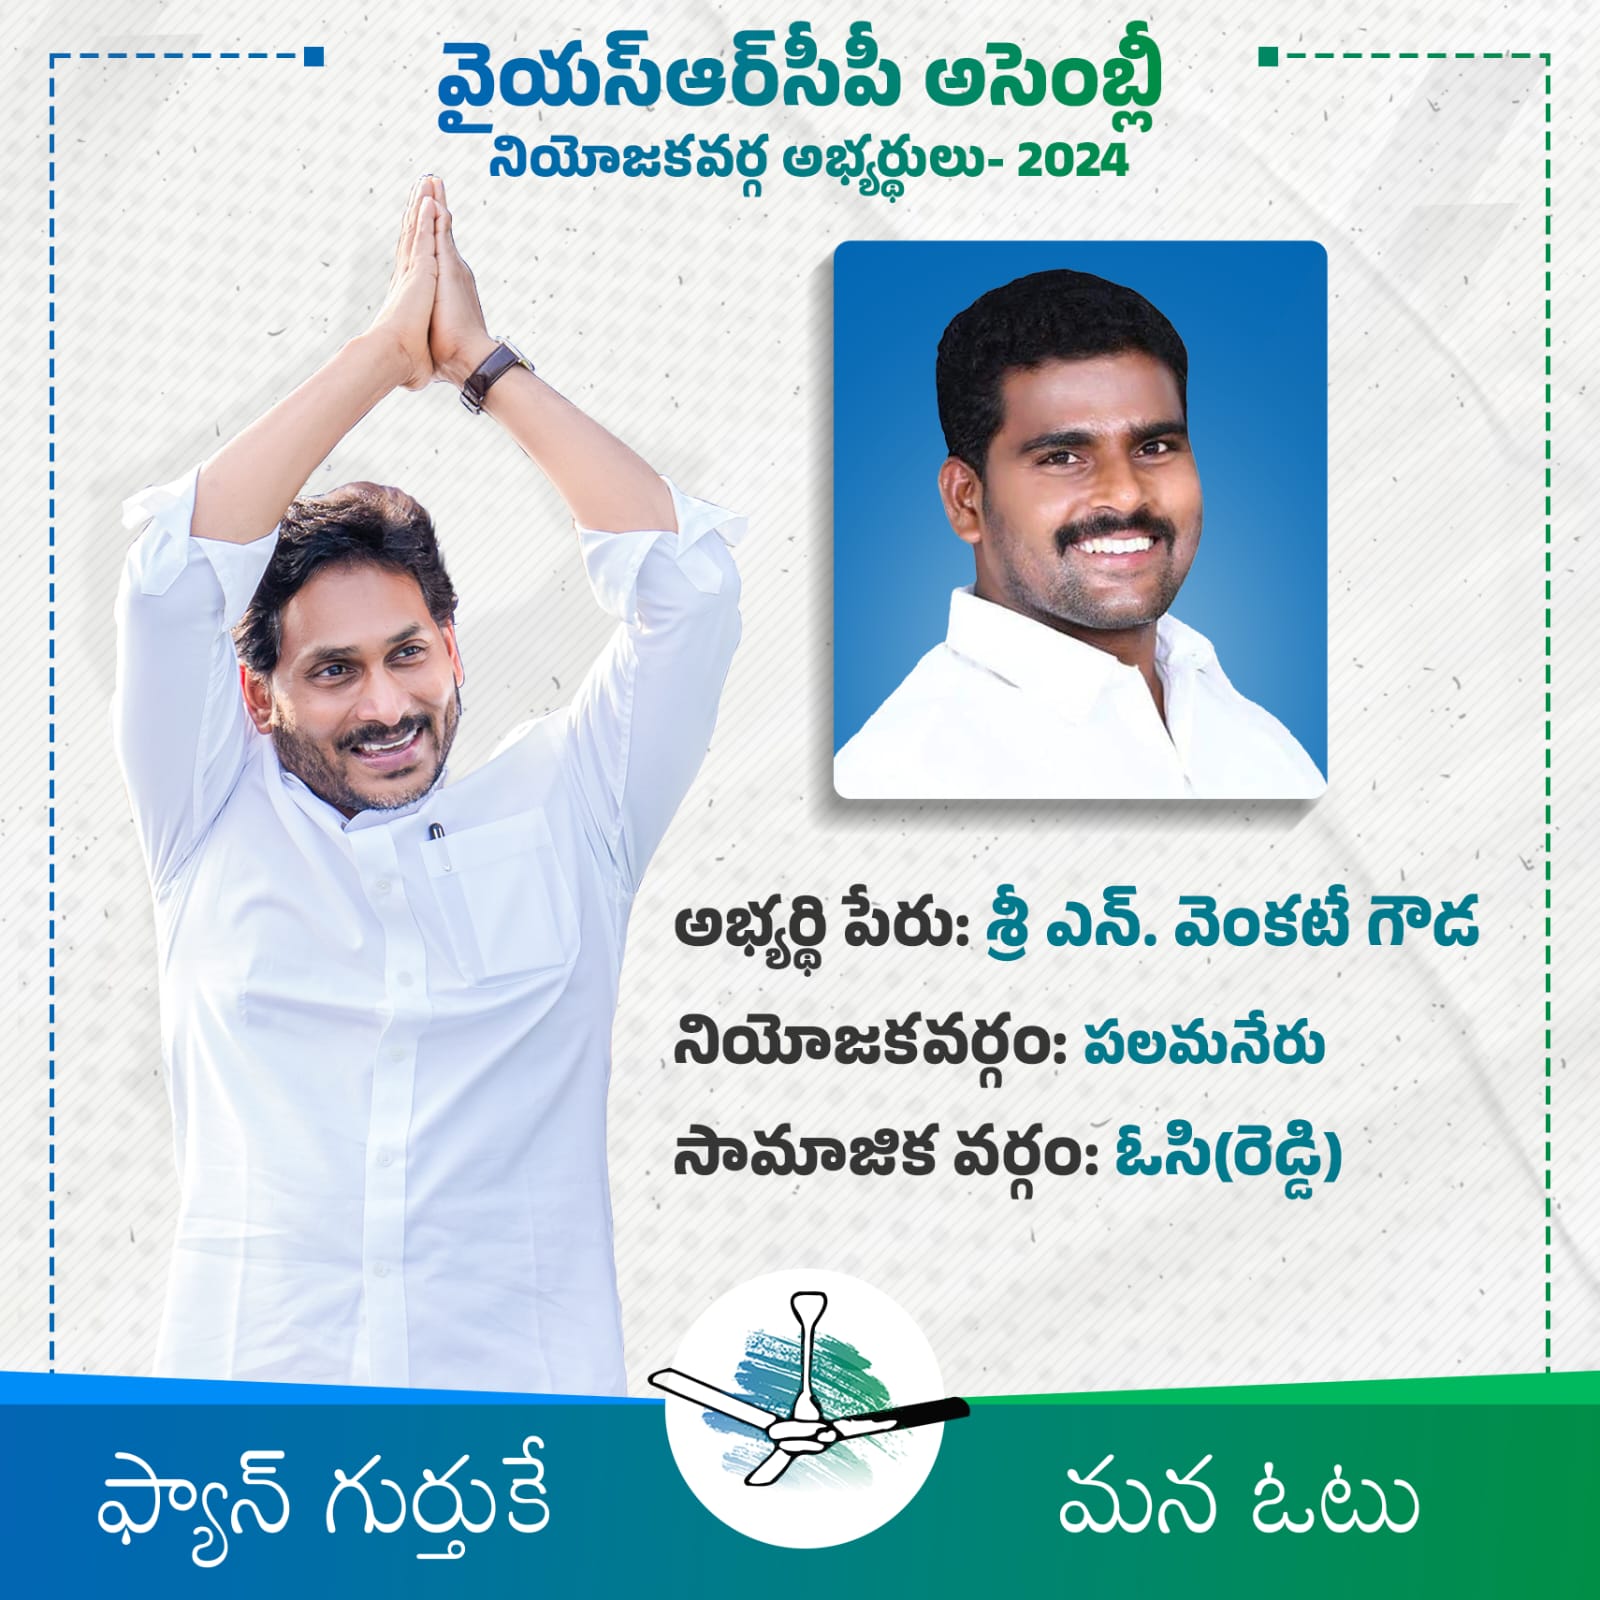 వైయస్ఆర్‌సీపీ అసెంబ్లీ
నియోజకవర్గ అభ్యర్థులు- 2024
అభ్యర్థి పేరు: శ్రీ ఎన్. వెంకటే గౌడ
నియోజకవర్గం: పలమనేరు
సామాజిక వర్గం: ఓసి(రెడ్డి)
ఫ్యాన్ గుర్తుకే మన ఓటు